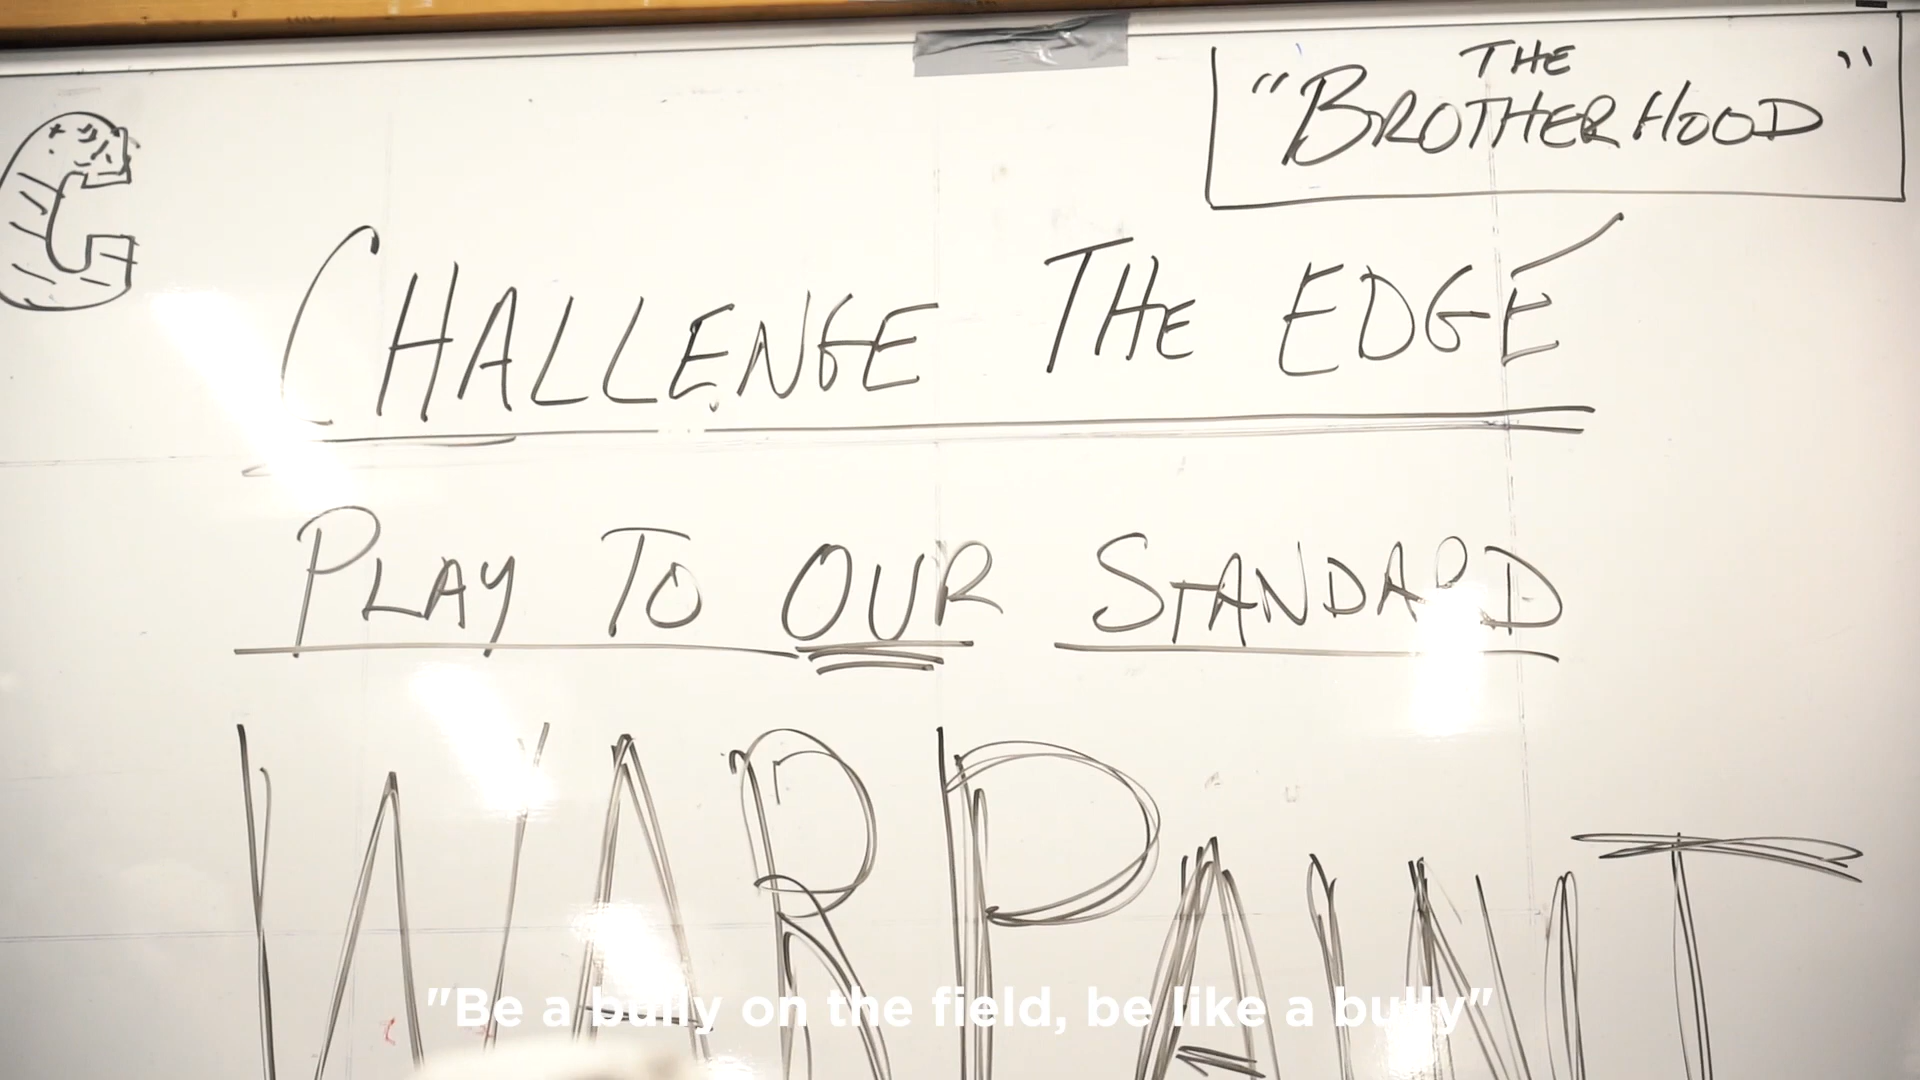 "THE BROTHERHOOD"
CHALLENGE THE EDGE
PLAY TO OUR STANDARD
WARPAINT
"Be a bully on the field, be like a bully"